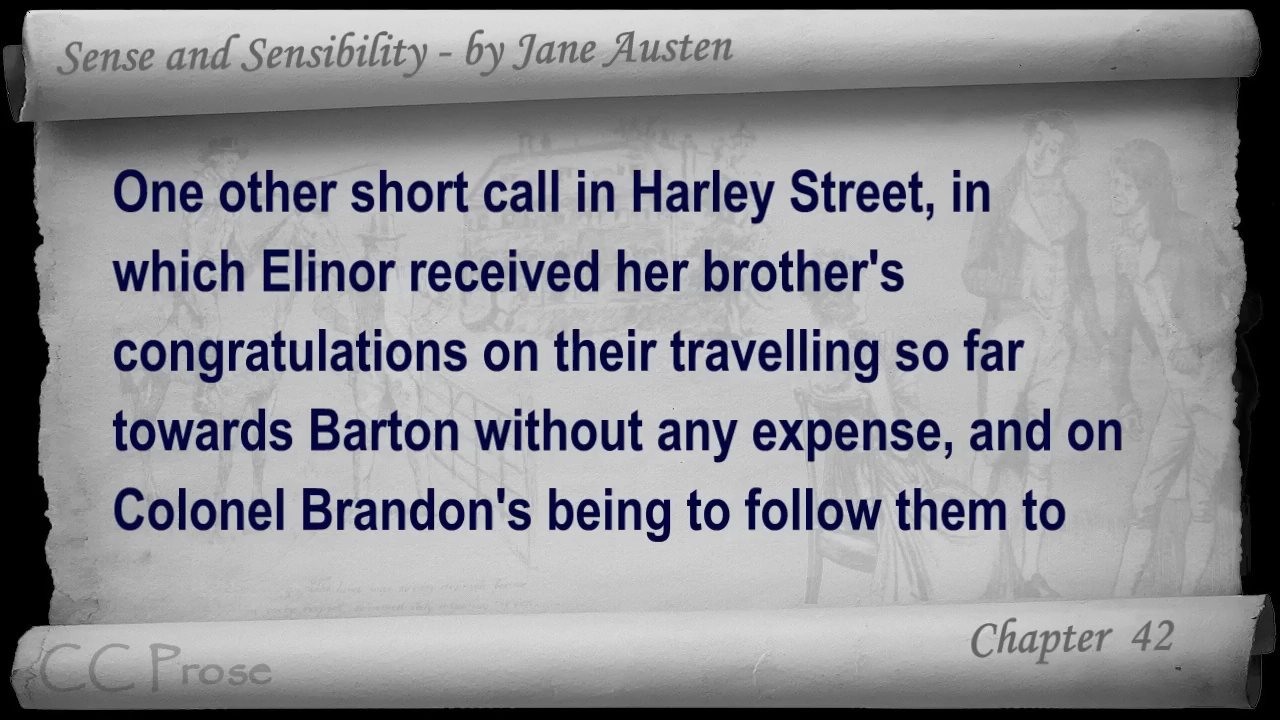 Sense and Sensibility - by Jane Austen
One other short call in Harley Street, in
which Elinor received her brother's
congratulations on their travelling so far
towards Barton without any expense, and on
Colonel Brandon's being to follow them to
Chapter 42
CC Prose